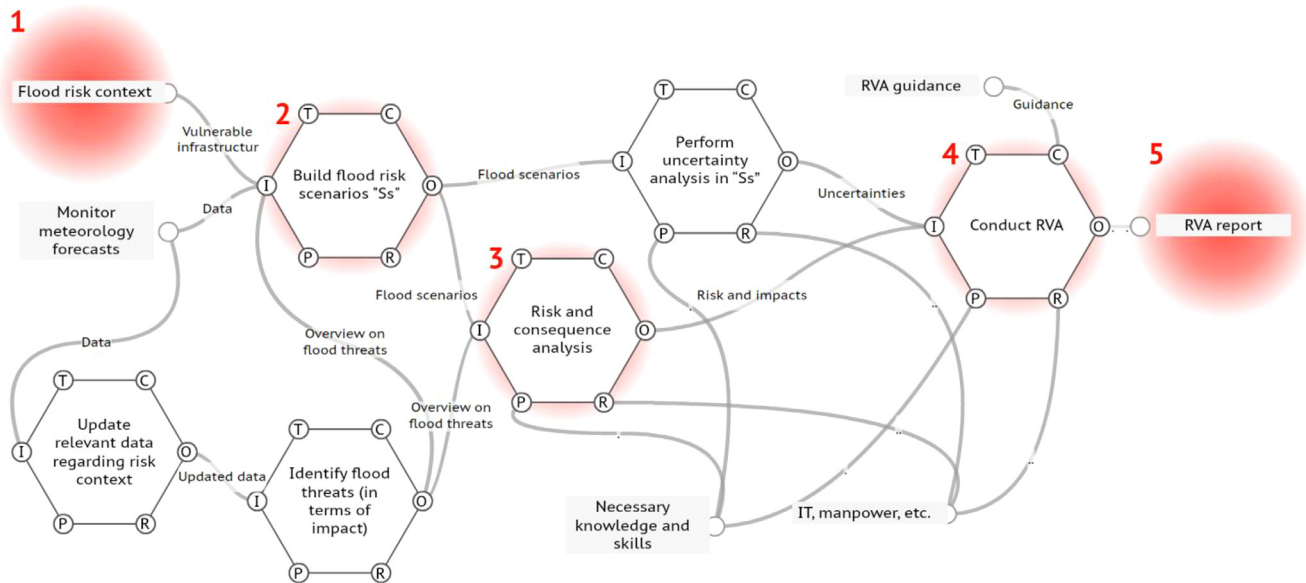 1
Flood risk context
Vulnerable
infrastructur
Monitor
meteorology
forecasts
Data
Data
2
T
C
I
Build flood risk
scenarios "Ss"
O
P
R
Flood scenarios
Flood scenarios
Overview on
flood threats
Overview on
flood threats
T
C
I
Update
relevant data
regarding risk
context
O
P
R
Updated data
T
C
I
Identify flood
threats (in
terms of
impact)
O
P
R
3
T
C
I
Risk and
consequence
analysis
O
P
R
Risk and impacts
T
C
I
Perform
uncertainty
analysis in “Ss”
O
P
R
Uncertainties
RVA guidance
Guidance
4
T
C
I
Conduct RVA
O
P
R
5
RVA report
Necessary
knowledge and
skills
IT, manpower, etc.